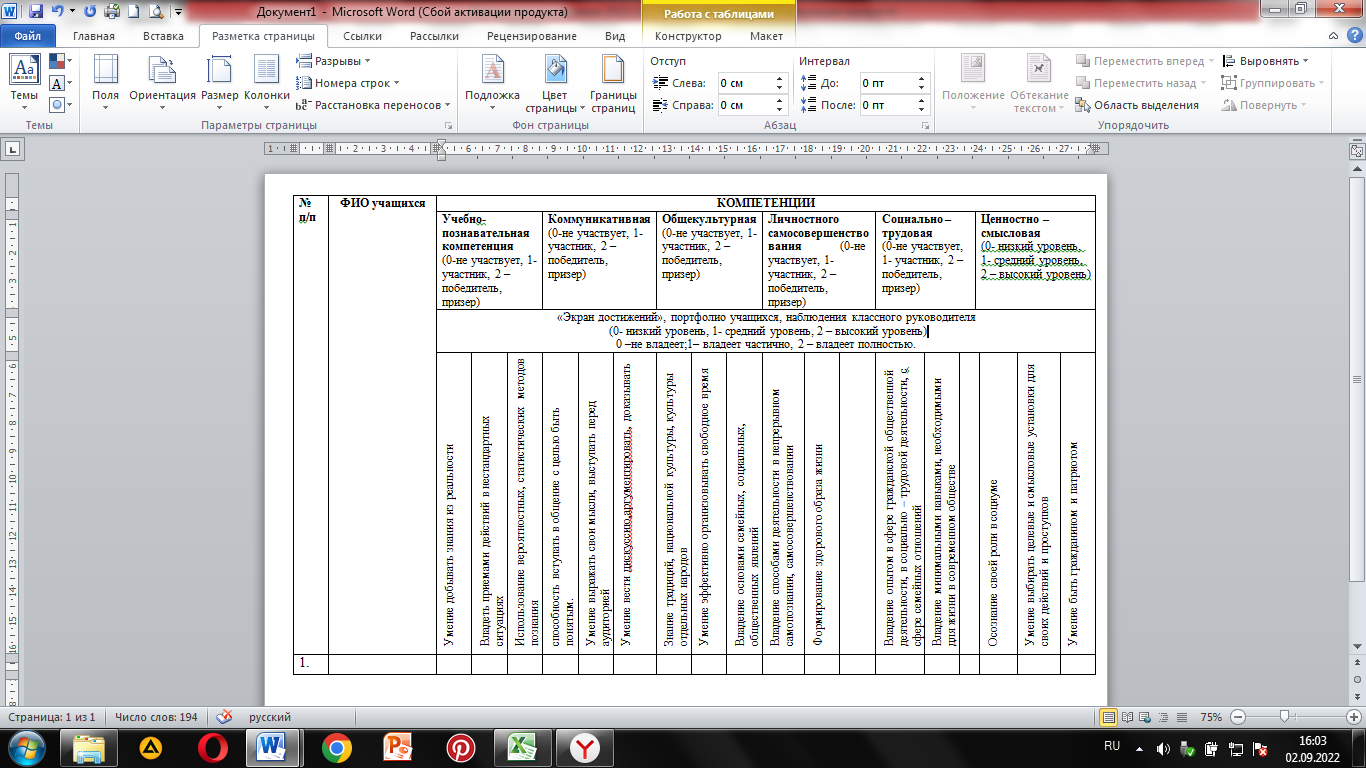 Документ1 - Microsoft Word (Сбой активации продукта)
Работа с таблицами
Файл
Главная
Вставка
Разметка страницы
Ссылки
Рассылки
Рецензирование
Вид
Конструктор
Макет
Темы
Темы
Поля
Ориентация
Размер
Колонки
Разрывы
Номера строк
Расстановка переносов
Параметры страницы
Подложка
Цвет страницы
Границы страниц
Фон страницы
Отступ
Слева: 0 см
Справа: 0 см
Интервал
До: 0 пт
После: 0 пт
Абзац
Положение
Обтекание текстом
Переместить вперед
Переместить назад
Область выделения
Выровнять
Группировать
Повернуть
Упорядочить
№ п/п
ФИО учащихся
КОМПЕТЕНЦИИ
Учебно-
познавательная
компетенция
(0-не участвует, 1-
участник, 2 –
победитель,
призер)
Коммуникативная
(0-не участвует, 1-
участник, 2 –
победитель,
призер)
Общекультурная
(0-не участвует, 1-
участник, 2 –
победитель,
призер)
Личностного
самосовершенство
вания (0-не
участвует, 1-
участник, 2 –
победитель,
призер)
Социально –
трудовая
(0-не участвует,
1- участник, 2 –
победитель,
призер)
Ценностно –
смысловая
(0- низкий уровень,
1- средний уровень,
2 – высокий уровень)
«Экран достижений», портфолио учащихся, наблюдения классного руководителя
(0- низкий уровень, 1- средний уровень, 2 – высокий уровень)
0 –не владеет;1– владеет частично, 2 – владеет полностью.
Умение добывать знания из реальности
Владеть приемами действий в нестандартных
ситуациях
Использование вероятностных, статистических методов
познания
способность вступать в общение с целью быть
понятым.
Умение выражать свои мысли, выступать перед
аудиторией
Умение вести дискуссию,аргументировать, доказывать
Знание традиций, национальной культуры, культуры
отдельных народов
Умение эффективно организовывать свободное время
Владение основами семейных, социальных,
общественных явлений
Владение способами деятельности в непрерывном
самопознании, самосовершенствовании
Формирование здорового образа жизни
Владение опытом в сфере гражданской общественной
деятельности, в социально – трудовой деятельности, с
сфере семейных отношений
Владение минимальными навыками, необходимыми
для жизни в современном обществе
Осознание своей роли в социуме
Умение выбирать целевые и смысловые установки для
своих действий и проступков
Умение быть гражданином и патриотом
1.
Страница: 1 из 1
Число слов: 194
русский
75%
RU
16:03
02.09.2022